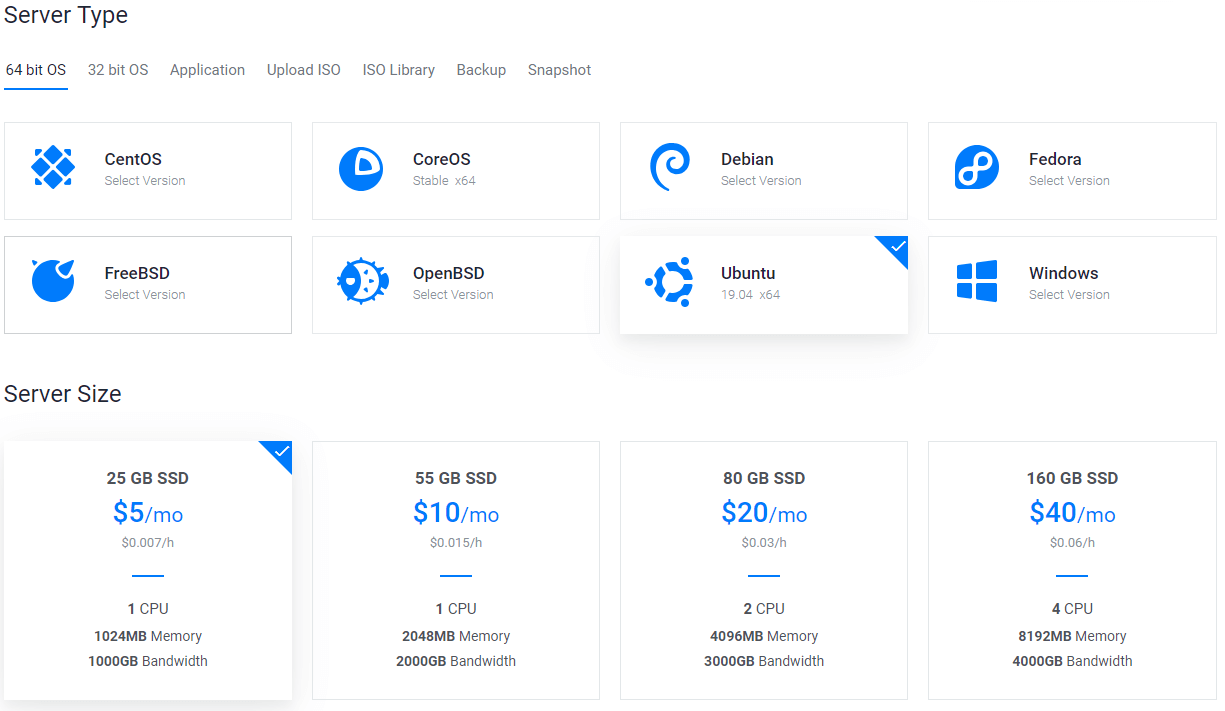 Server Type
64 bit OS 32 bit OS Application Upload ISO ISO Library Backup Snapshot
CentOS
Select Version
CoreOS
Stable x64
Debian
Select Version
Fedora
Select Version
FreeBSD
Select Version
OpenBSD
Select Version
Ubuntu
19.04 x64
Windows
Select Version
Server Size
25 GB SSD
$5/mo
$0.007/h
1 CPU
1024MB Memory
1000GB Bandwidth
55 GB SSD
$10/mo
$0.015/h
1 CPU
2048MB Memory
2000GB Bandwidth
80 GB SSD
$20/mo
$0.03/h
2 CPU
4096MB Memory
3000GB Bandwidth
160 GB SSD
$40/mo
$0.06/h
4 CPU
8192MB Memory
4000GB Bandwidth